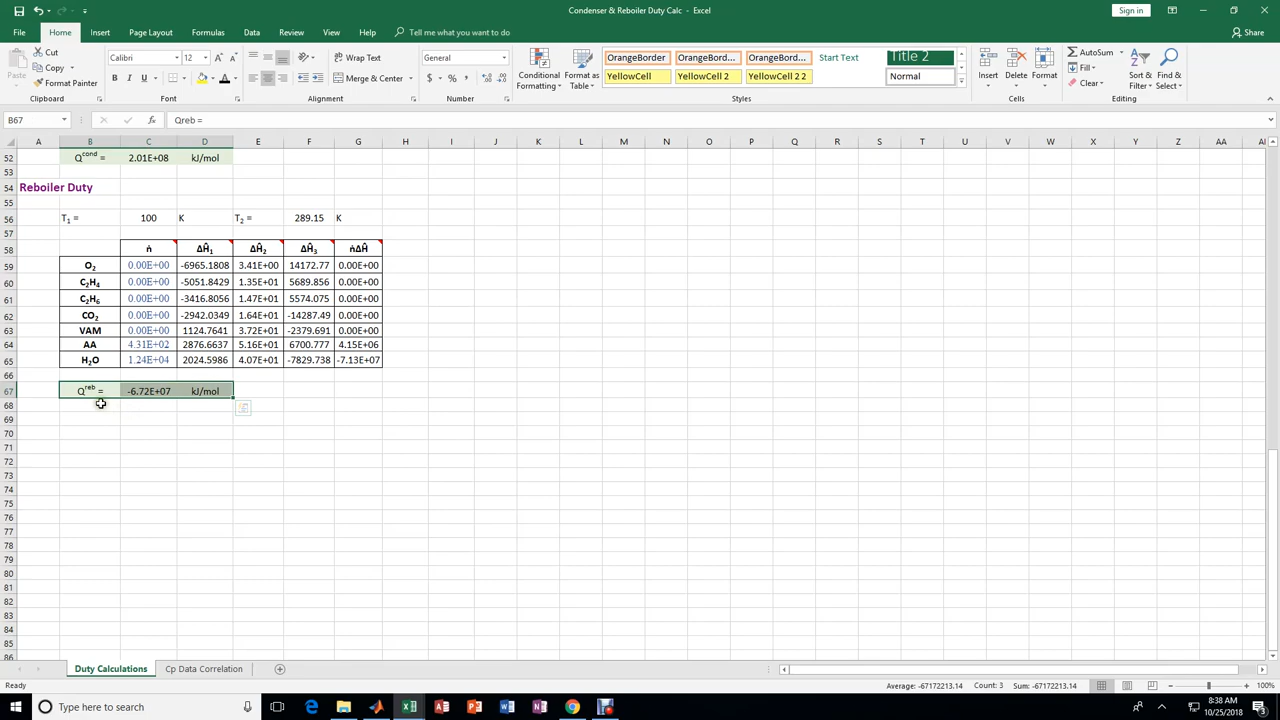 Condenser & Reboiler Duty Calc - Excel
Sign in
File Home Insert Page Layout Formulas Data Review View Help Tell me what you want to do Share
Cut
Copy
Format Painter
Paste
Clipboard
Calibri 12
B I U
Font
Wrap Text
Merge & Center
Alignment
General
$ % ,
Number
Conditional Formatting
Format as Table
OrangeBorder OrangeBord... OrangeBord... Start Text Title 2
YellowCell YellowCell 2 YellowCell 2 2 Normal
Styles
Insert Delete Format
Cells
AutoSum
Fill
Clear
Sort & Filter
Find & Select
Editing
B67 fx Qreb =
A B C D E F G H I J K L M N O P Q R S T U V W X Y Z AA
52 Qcond = 2.01E+08 kJ/mol
53
54 Reboiler Duty
55
56 T1 = 100 K T2 = 289.15 K
57
58 ṅ ΔĤ1 ΔĤ2 ΔĤ3 ṅΔĤ
59 O2 0.00E+00 -6965.1808 3.41E+00 14172.77 0.00E+00
60 C2H4 0.00E+00 -5051.8429 1.35E+01 5689.856 0.00E+00
61 C2H6 0.00E+00 -3416.8056 1.47E+01 5574.075 0.00E+00
62 CO2 0.00E+00 -2942.0349 1.64E+01 -14287.49 0.00E+00
63 VAM 0.00E+00 1124.7641 3.72E+01 -2379.691 0.00E+00
64 AA 4.31E+02 2876.6637 5.16E+01 6700.777 4.15E+06
65 H2O 1.24E+04 2024.5986 4.07E+01 -7829.738 -7.13E+07
66
67 Qreb = -6.72E+07 kJ/mol
68
69
70
71
72
73
74
75
76
77
78
79
80
81
82
83
84
85
86
Duty Calculations Cp Data Correlation
Ready Average: -67172213.14 Count: 3 Sum: -67172213.14 100%
Type here to search
8:38 AM
10/25/2018